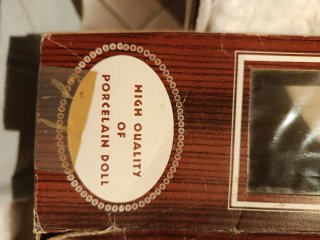 HIGH QUALITY
OF
PORCELAIN DOLL